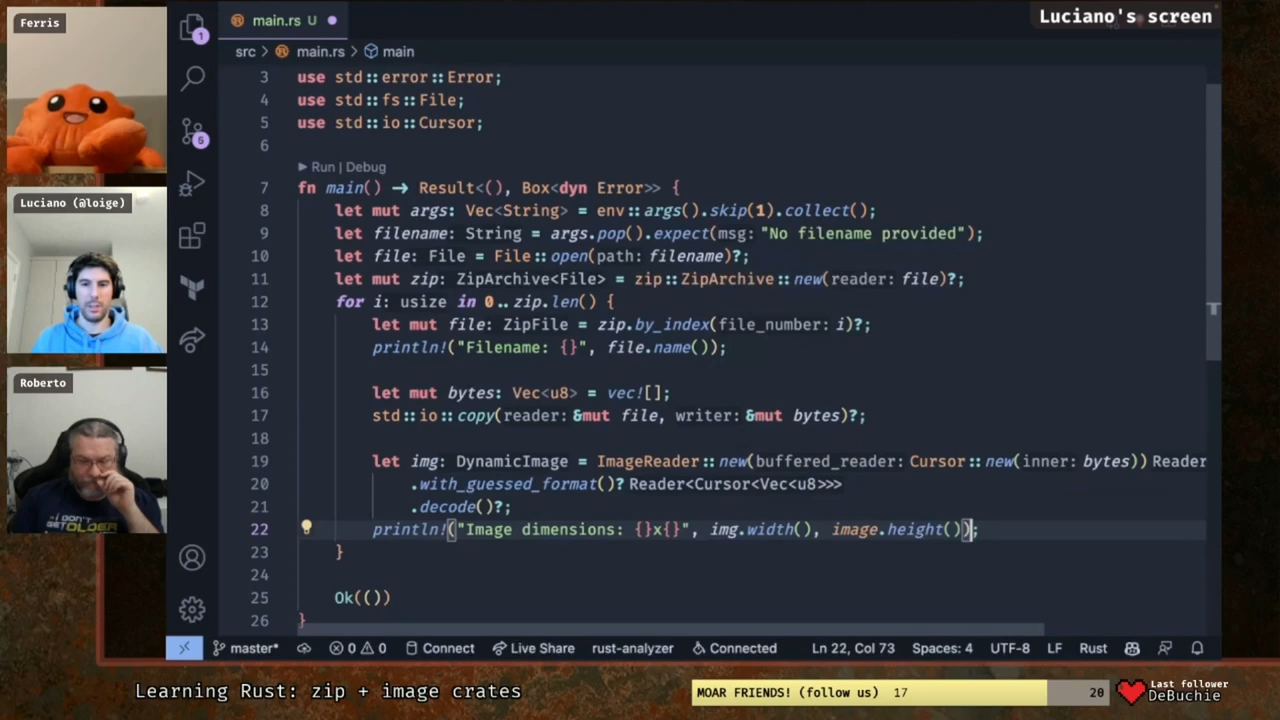 Ferris
Luciano (@loige)
Roberto
main.rs U
Luciano's screen
src > main.rs > main
1
5
3 use std::error::Error;
4 use std::fs::File;
5 use std::io::Cursor;
6
Run | Debug
7 fn main() → Result<(), Box<dyn Error>> {
8 let mut args: Vec<String> = env::args().skip(1).collect();
9 let filename: String = args.pop().expect(msg: "No filename provided");
10 let file: File = File::open(path: filename)?;
11 let mut zip: ZipArchive<File> = zip::ZipArchive::new(reader: file)?;
12 for i: usize in 0..zip.len() {
13 let mut file: ZipFile = zip.by_index(file_number: i)?;
14 println!("Filename: {}", file.name());
15
16 let mut bytes: Vec<u8> = vec![];
17 std::io::copy(reader: &mut file, writer: &mut bytes)?;
18
19 let img: DynamicImage = ImageReader::new(buffered_reader: Cursor::new(inner: bytes)) Reader
20 .with_guessed_format()? Reader<Cursor<Vec<u8>>>
21 .decode()?;
22 println!("Image dimensions: {}x{}", img.width(), image.height());
23 }
24
25 Ok(())
26 }
master* 0 0 Connect Live Share rust-analyzer Connected Ln 22, Col 73 Spaces: 4 UTF-8 LF Rust
Learning Rust: zip + image crates
MOAR FRIENDS! (follow us) 17 20
Last follower
DeBuchie